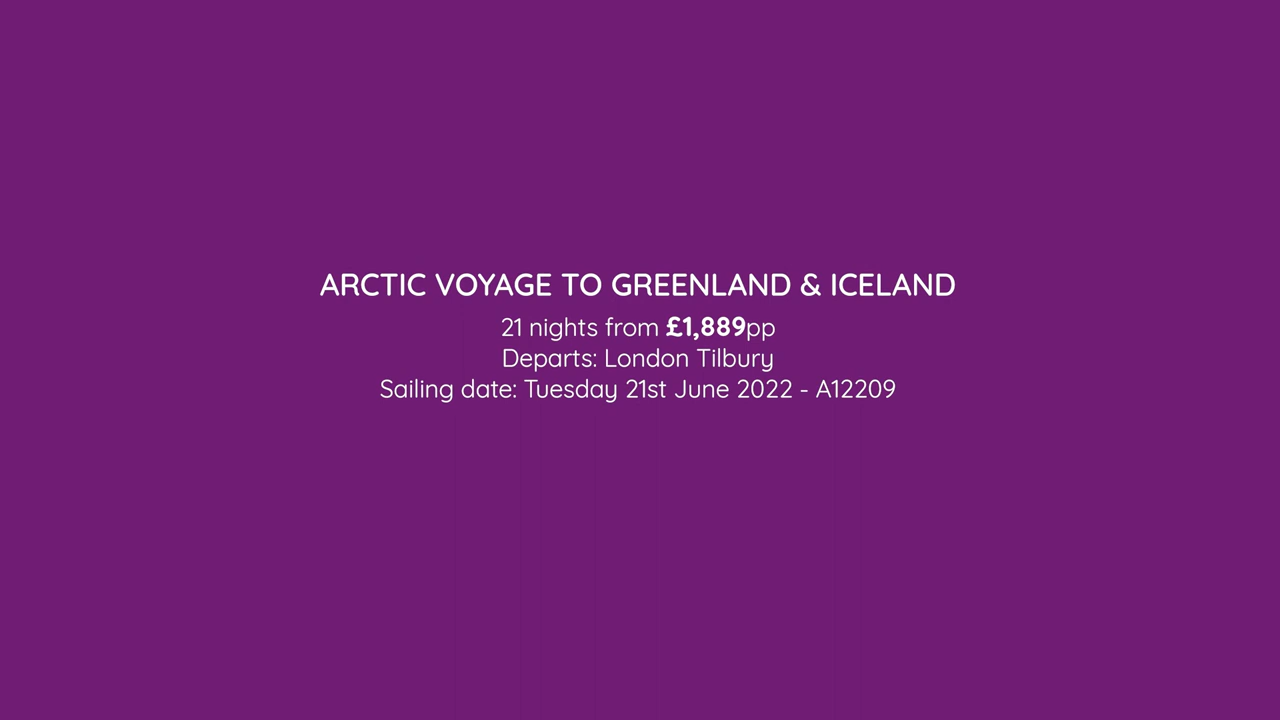 ARCTIC VOYAGE TO GREENLAND & ICELAND
21 nights from £1,889pp
Departs: London Tilbury
Sailing date: Tuesday 21st June 2022 - A12209